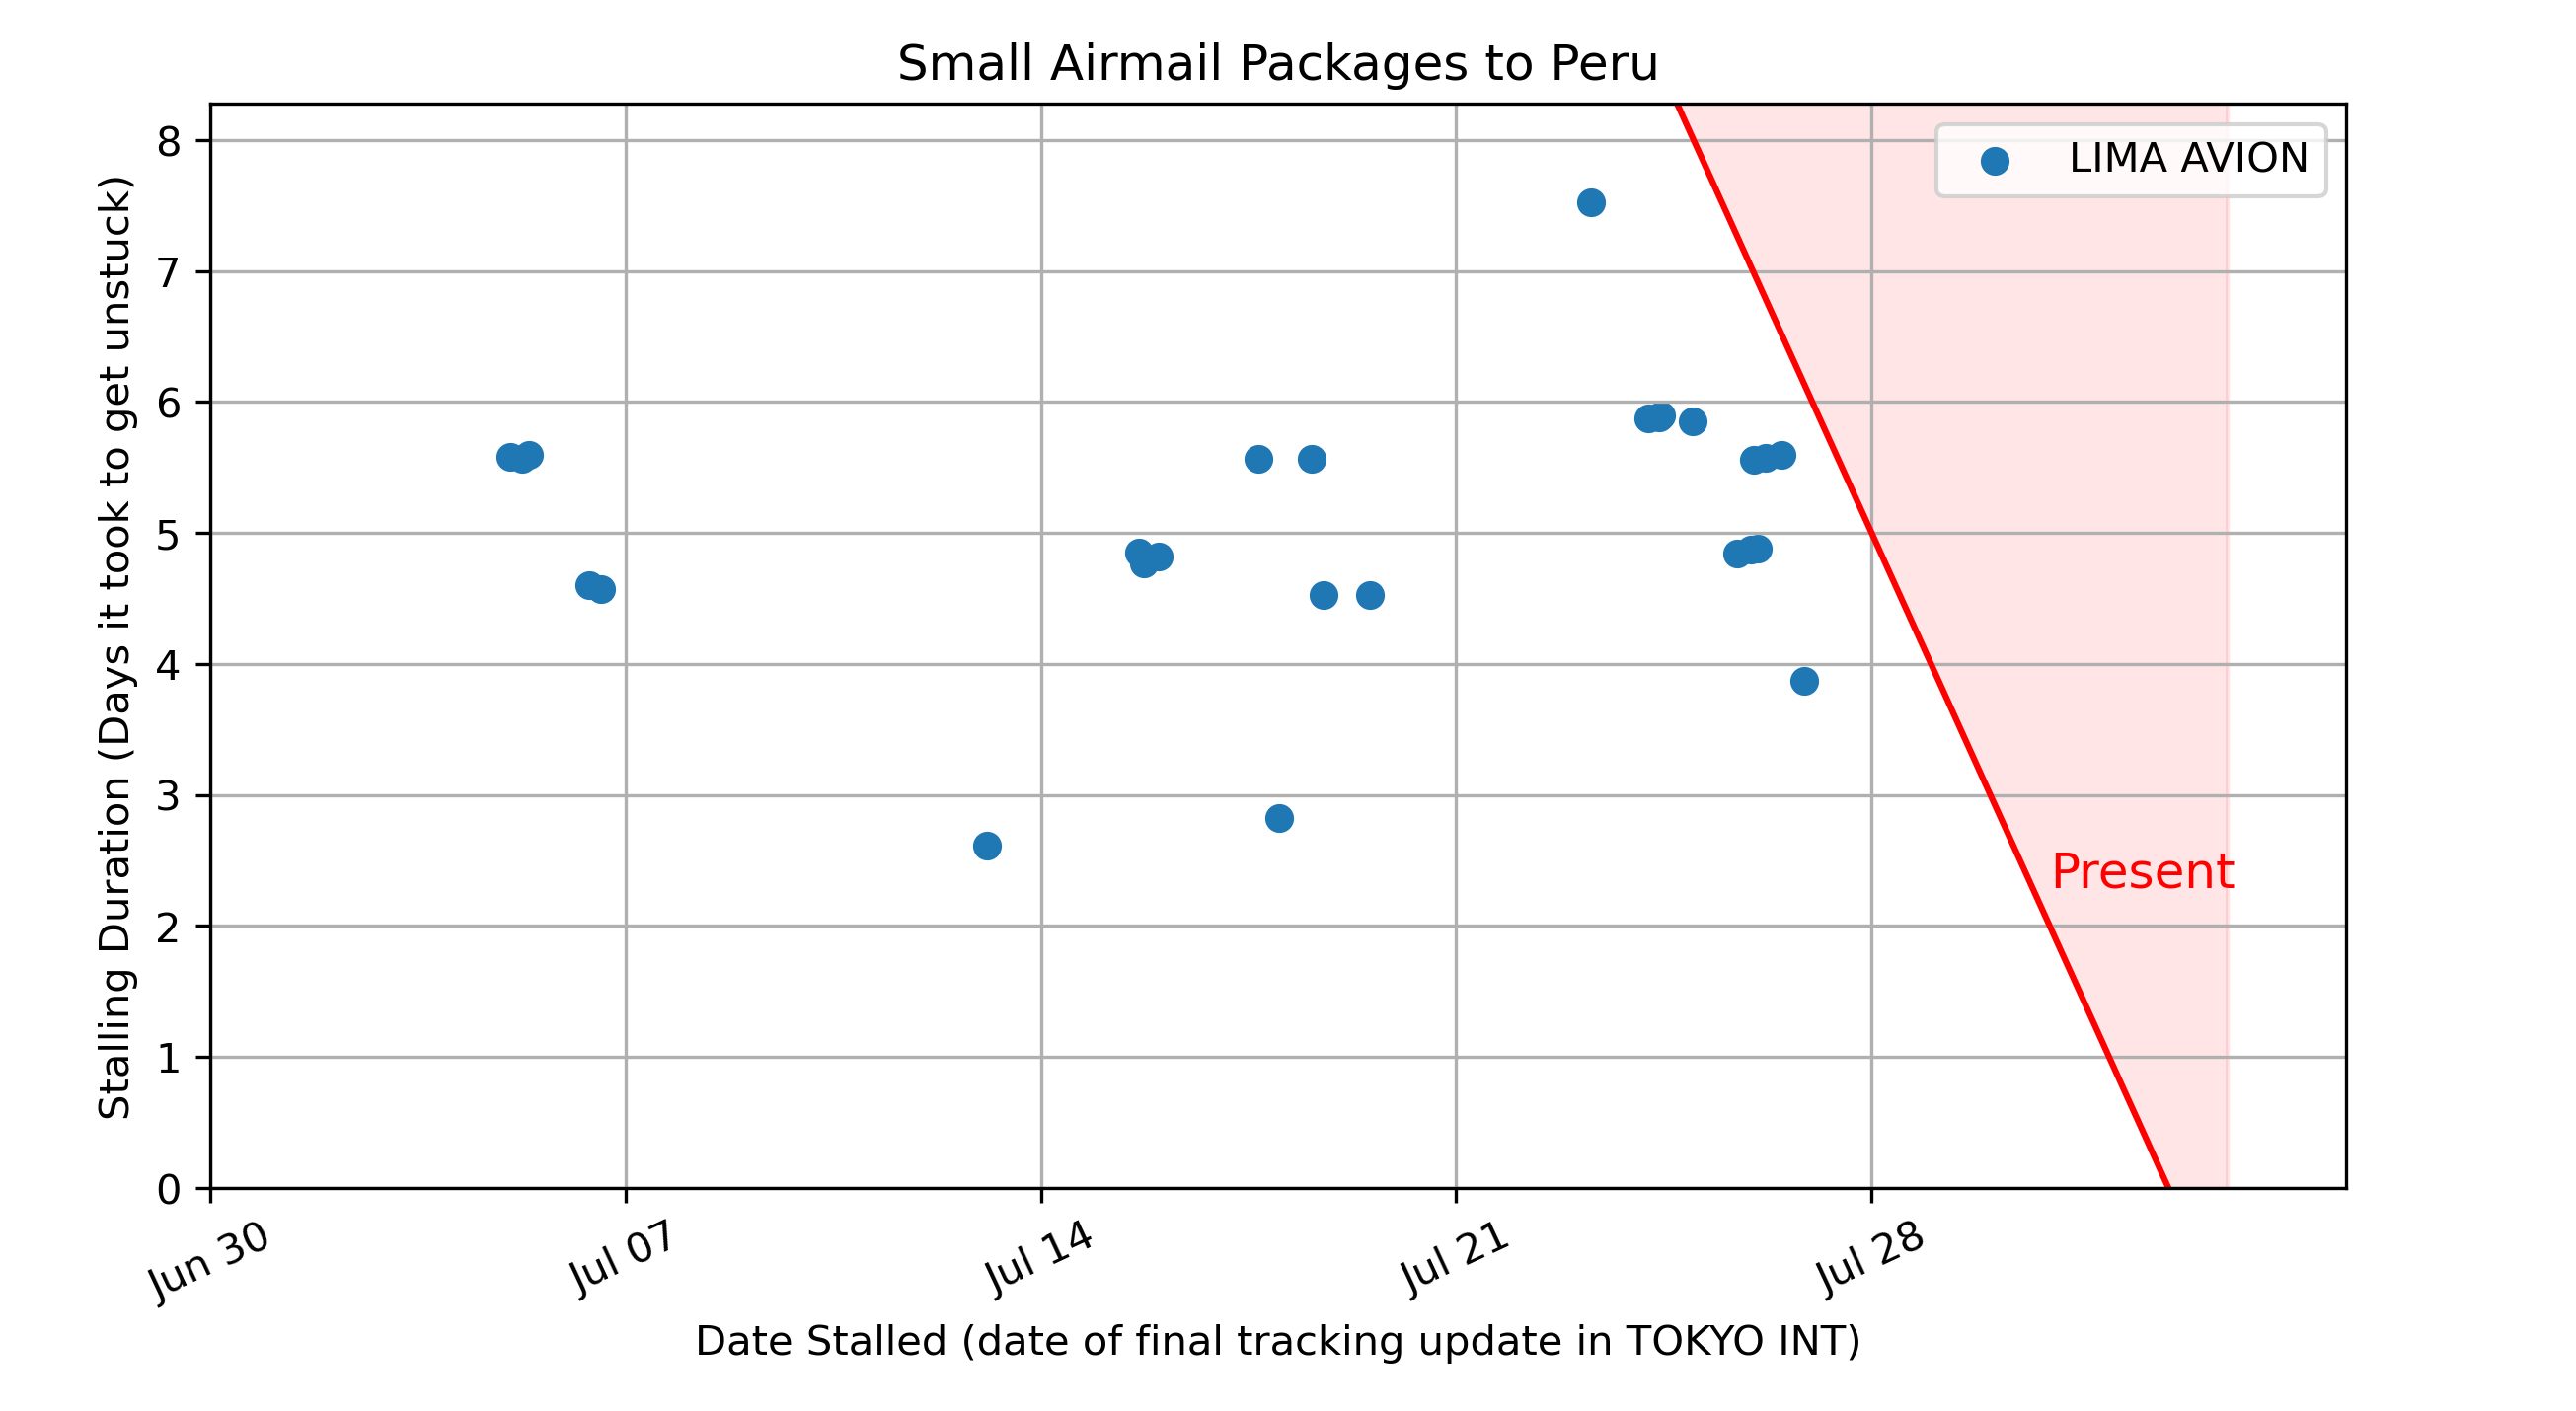 Small Airmail Packages to Peru
LIMA AVION
Stalling Duration (Days it took to get unstuck)
8
7
6
5
4
3
2
1
0
Present
Jun 30
Jul 07
Jul 14
Jul 21
Jul 28
Date Stalled (date of final tracking update in TOKYO INT)